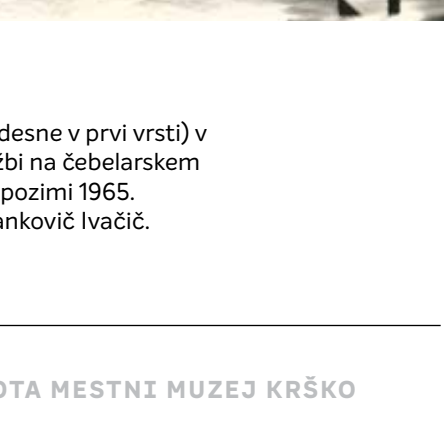 desne v prvi vrsti) v
žbi na čebelarskem
pozimi 1965.
ankovič Ivačič.
OTA MESTNI MUZEJ KRŠKO